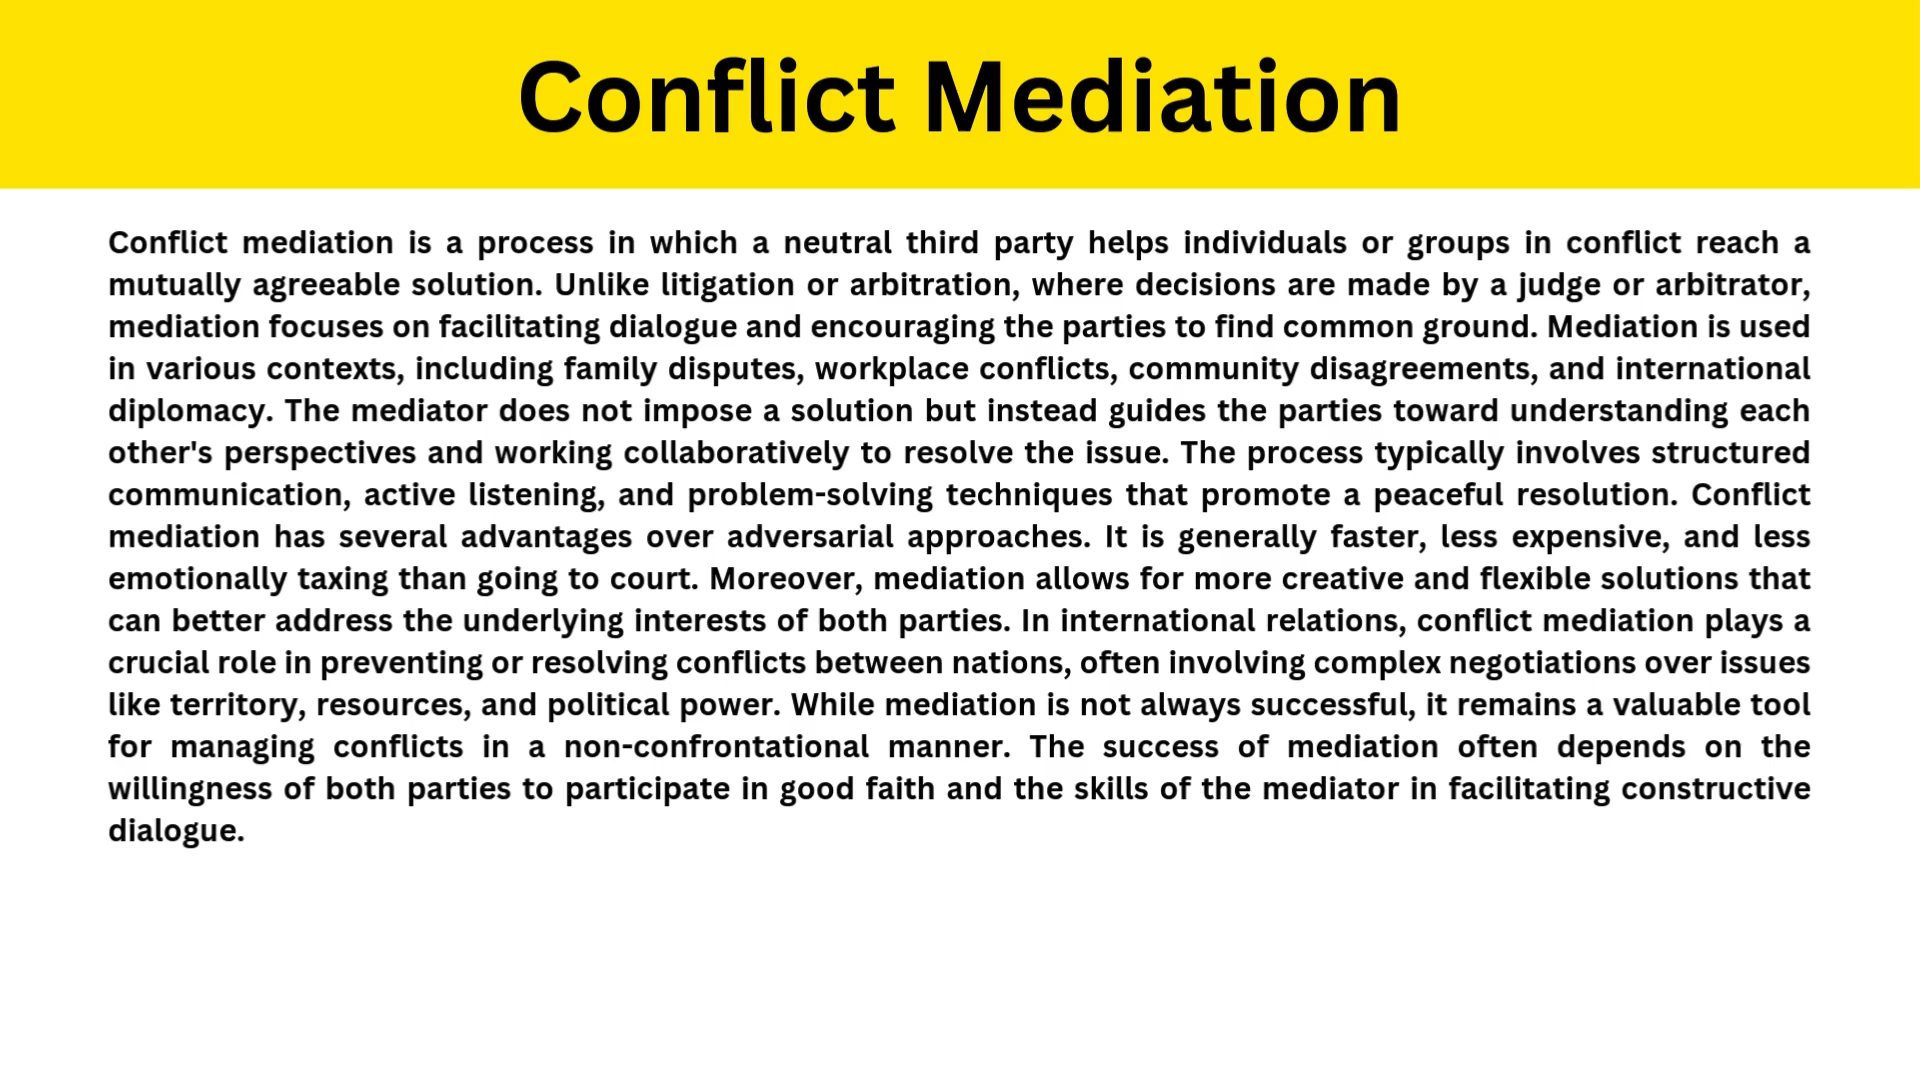 Conflict Mediation
Conflict mediation is a process in which a neutral third party helps individuals or groups in conflict reach a
mutually agreeable solution. Unlike litigation or arbitration, where decisions are made by a judge or arbitrator,
mediation focuses on facilitating dialogue and encouraging the parties to find common ground. Mediation is used
in various contexts, including family disputes, workplace conflicts, community disagreements, and international
diplomacy. The mediator does not impose a solution but instead guides the parties toward understanding each
other's perspectives and working collaboratively to resolve the issue. The process typically involves structured
communication, active listening, and problem-solving techniques that promote a peaceful resolution. Conflict
mediation has several advantages over adversarial approaches. It is generally faster, less expensive, and less
emotionally taxing than going to court. Moreover, mediation allows for more creative and flexible solutions that
can better address the underlying interests of both parties. In international relations, conflict mediation plays a
crucial role in preventing or resolving conflicts between nations, often involving complex negotiations over issues
like territory, resources, and political power. While mediation is not always successful, it remains a valuable tool
for managing conflicts in a non-confrontational manner. The success of mediation often depends on the
willingness of both parties to participate in good faith and the skills of the mediator in facilitating constructive
dialogue.